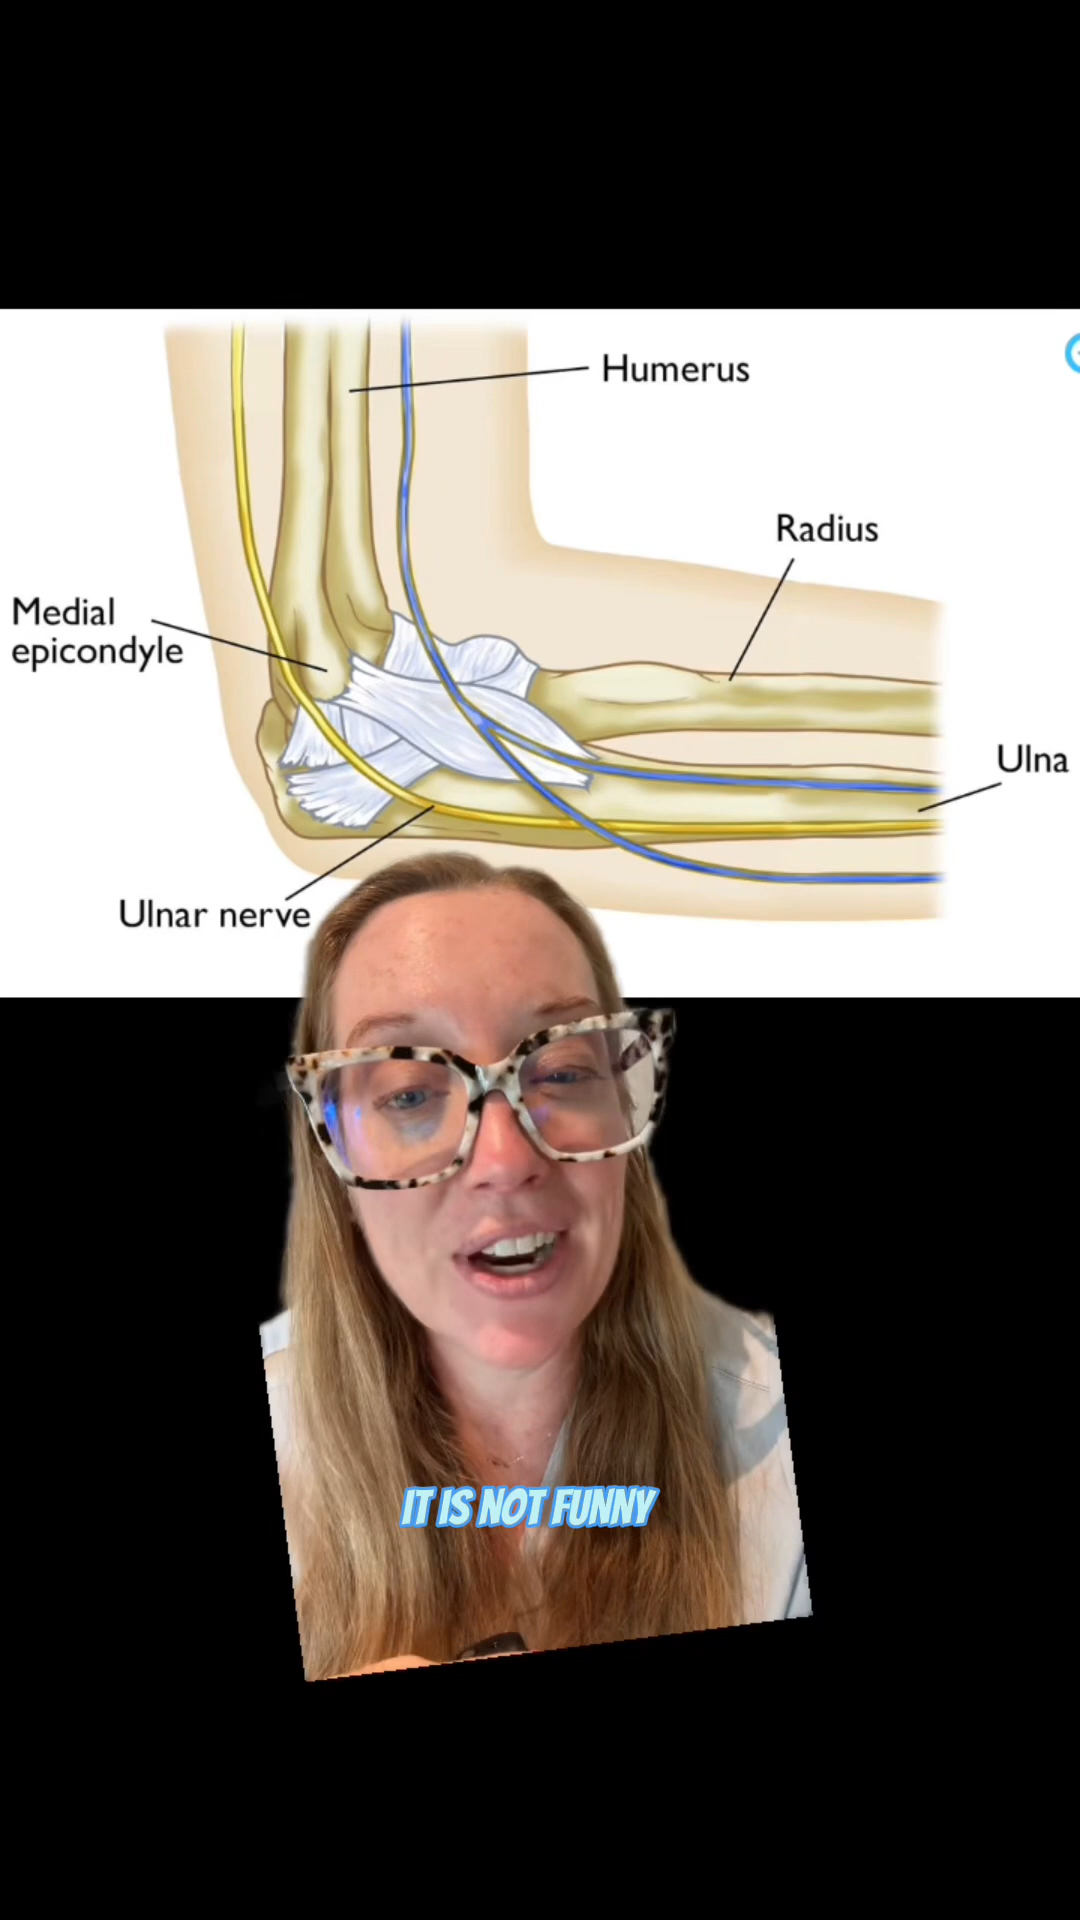 Humerus
Radius
Medial
epicondyle
Ulna
Ulnar nerve
IT IS NOT FUNNY